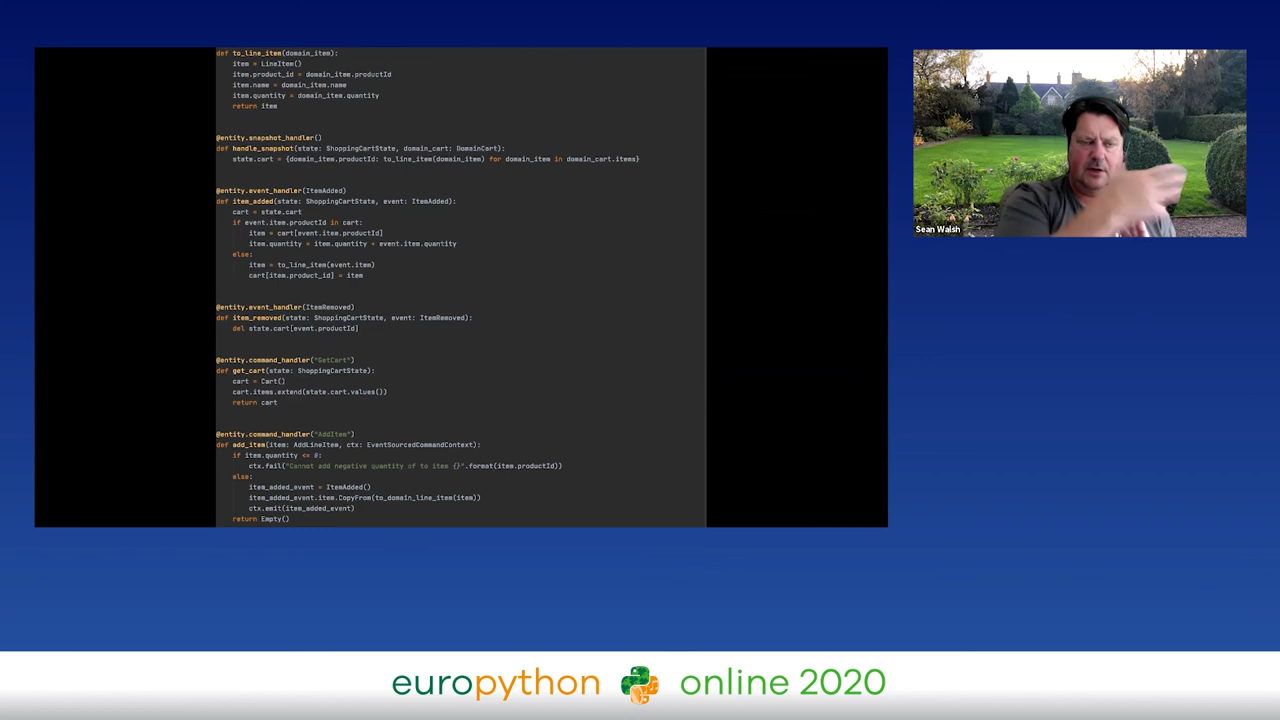 def to_line_item(domain_item):
item = LineItem()
item.product_id = domain_item.productId
item.name = domain_item.name
item.quantity = domain_item.quantity
return item
@entity.snapshot_handler()
def handle_snapshot(state: ShoppingCartState, domain_cart: DomainCart):
state.cart = {domain_item.productId: to_line_item(domain_item) for domain_item in domain_cart.items}
@entity.event_handler(ItemAdded)
def item_added(state: ShoppingCartState, event: ItemAdded):
cart = state.cart
if event.item.productId in cart:
item = cart[event.item.productId]
item.quantity = item.quantity + event.item.quantity
else:
item = to_line_item(event.item)
cart[item.product_id] = item
@entity.event_handler(ItemRemoved)
def item_removed(state: ShoppingCartState, event: ItemRemoved):
del state.cart[event.productId]
@entity.command_handler("GetCart")
def get_cart(state: ShoppingCartState):
cart = Cart()
cart.items.extend(state.cart.values())
return cart
@entity.command_handler("AddItem")
def add_item(item: AddLineItem, ctx: EventSourcedCommandContext):
if item.quantity <= 0:
ctx.fail("Cannot add negative quantity of to item {}".format(item.productId))
else:
item_added_event = ItemAdded()
item_added_event.item.CopyFrom(to_domain_line_item(item))
ctx.emit(item_added_event)
return Empty()
Sean Walsh
europython online 2020